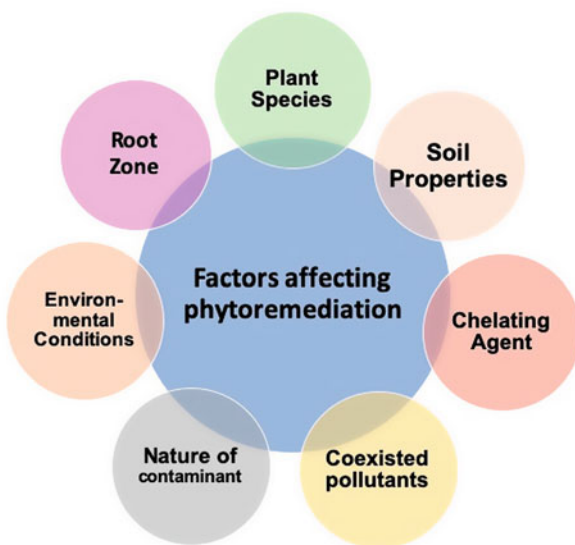 Plant
Species
Soil
Properties
Chelating
Agent
Coexisted
pollutants
Nature of
contaminant
Environ-
mental
Conditions
Root
Zone
Factors affecting
phytoremediation